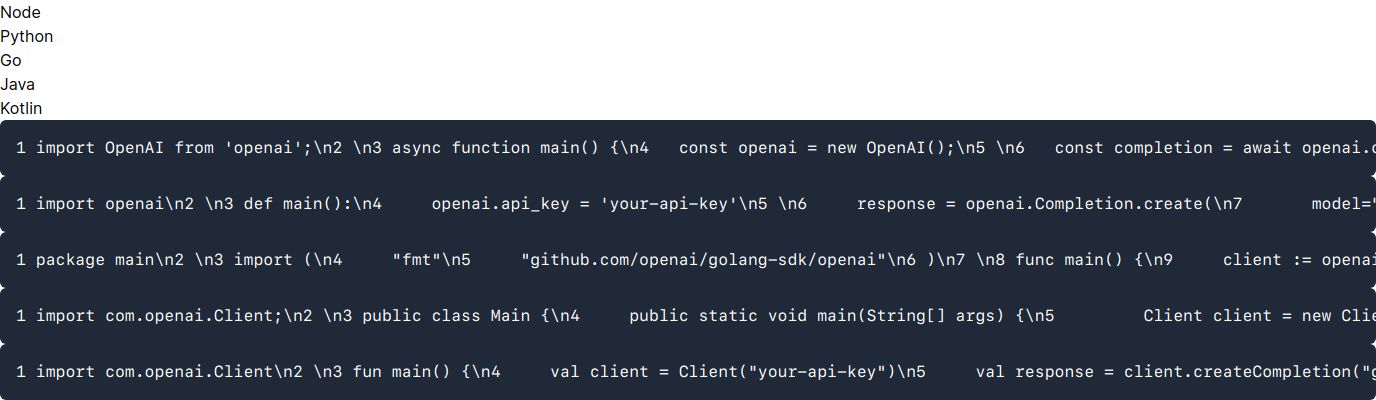 Node
Python
Go
Java
Kotlin
1 import OpenAI from 'openai';\n2 \n3 async function main() {\n4   const openai = new OpenAI();\n5 \n6   const completion = await openai.c
1 import openai\n2 \n3 def main():\n4     openai.api_key = 'your-api-key'\n5 \n6     response = openai.Completion.create(\n7       model="
1 package main\n2 \n3 import (\n4     "fmt"\n5     "github.com/openai/golang-sdk/openai"\n6 )\n7 \n8 func main() {\n9     client := openai
1 import com.openai.Client;\n2 \n3 public class Main {\n4     public static void main(String[] args) {\n5         Client client = new Clie
1 import com.openai.Client\n2 \n3 fun main() {\n4     val client = Client("your-api-key")\n5     val response = client.createCompletion("g